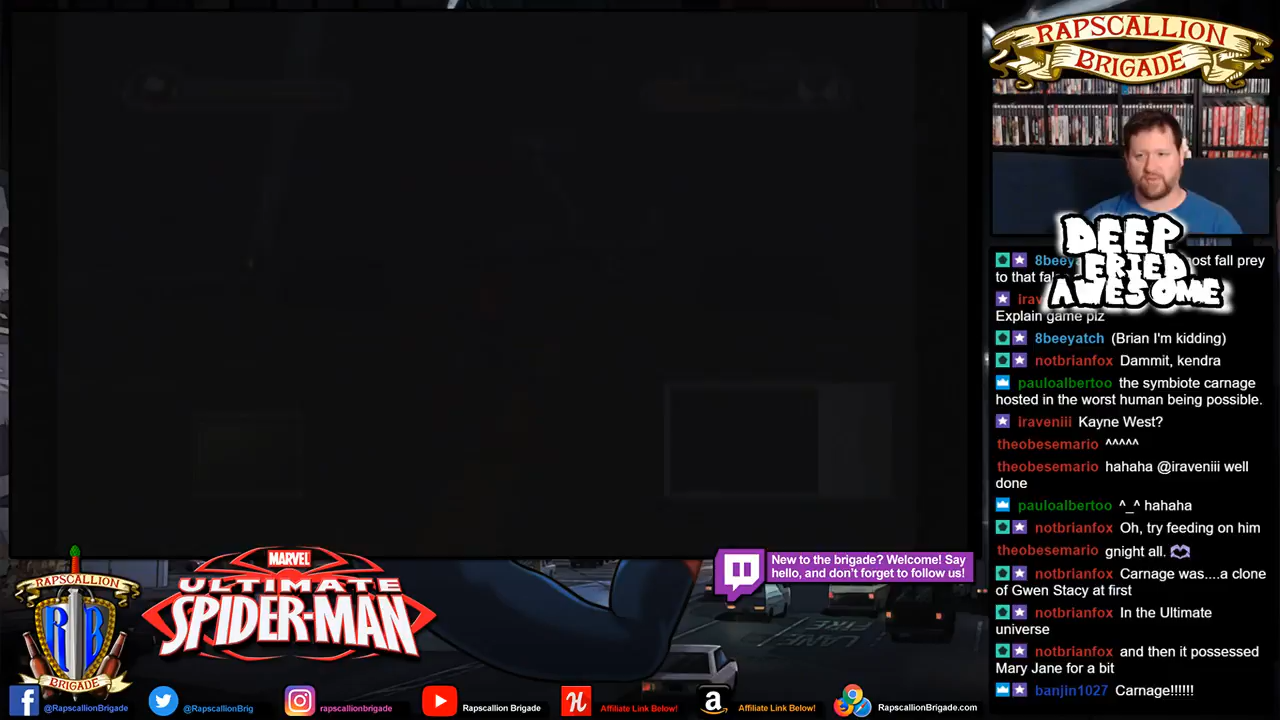 RAPSCALLION
BRIGADE
DEEP
FRIED
AWESOME
8beeya ost fall prey
to that fal
irav
Explain game plz
8beeyatch (Brian I'm kidding)
notbrianfox Dammit, kendra
pauloalbertoo the symbiote carnage
hosted in the worst human being possible.
iraveniii Kayne West?
theobesemario ^^^^^
theobesemario hahaha @iraveniii well
done
pauloalbertoo ^_^ hahaha
notbrianfox Oh, try feeding on him
theobesemario gnight all.
notbrianfox Carnage was....a clone
of Gwen Stacy at first
notbrianfox In the Ultimate
universe
notbrianfox and then it possessed
Mary Jane for a bit
banjin1027 Carnage!!!!!!
New to the brigade? Welcome! Say
hello, and don't forget to follow us!
RAPSCALLION
RB
BRIGADE
MARVEL
ULTIMATE
SPIDER-MAN
FIRE
LANE
@RapscallionBrigade
@RapscallionBrig
rapscallionbrigade
Rapscallion Brigade
Affiliate Link Below!
Affiliate Link Below!
RapscallionBrigade.com